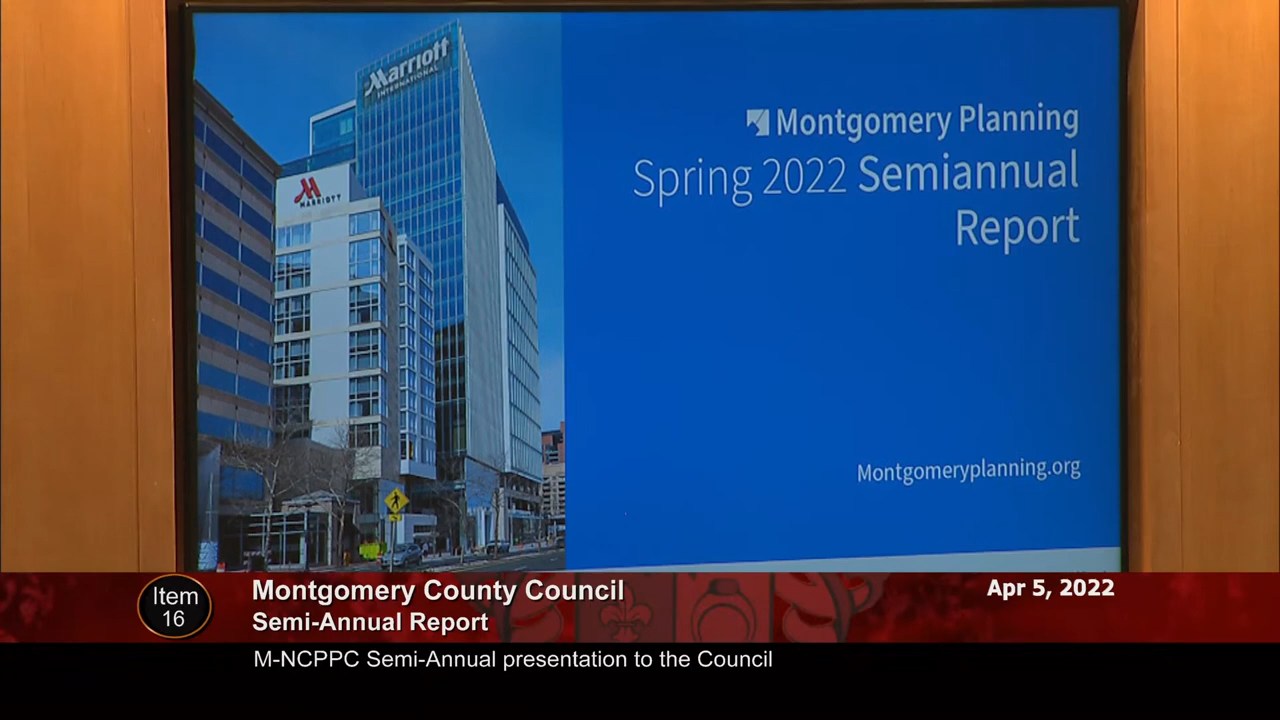 Marriott
INTERNATIONAL
MARRIOTT
Montgomery Planning
Spring 2022 Semiannual
Report
Montgomeryplanning.org
Item
16
Montgomery County Council
Semi-Annual Report
Apr 5, 2022
M-NCPPC Semi-Annual presentation to the Council